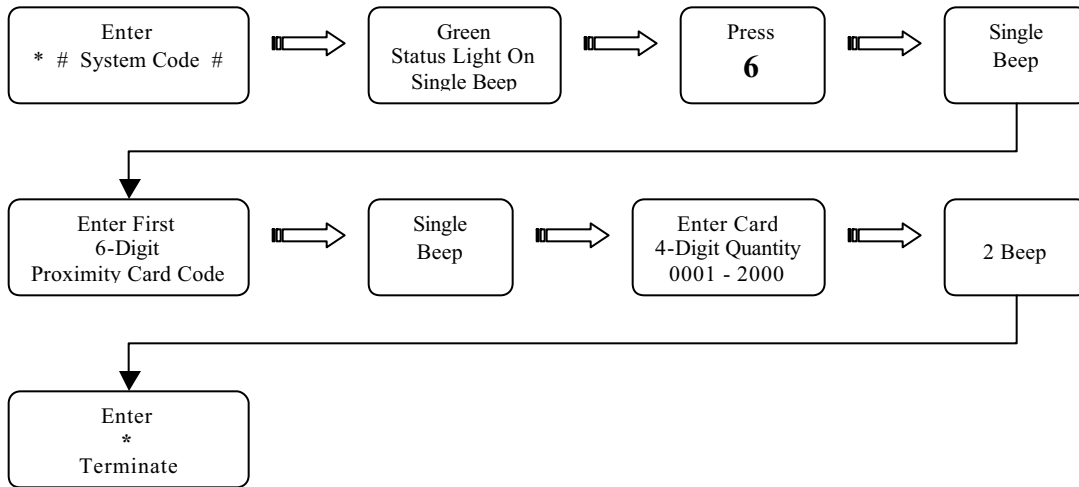 Enter
* # System Code #
Green
Status Light On
Single Beep
Press
6
Single
Beep
Enter First
6-Digit
Proximity Card Code
Single
Beep
Enter Card
4-Digit Quantity
0001 - 2000
2 Beep
Enter
*
Terminate